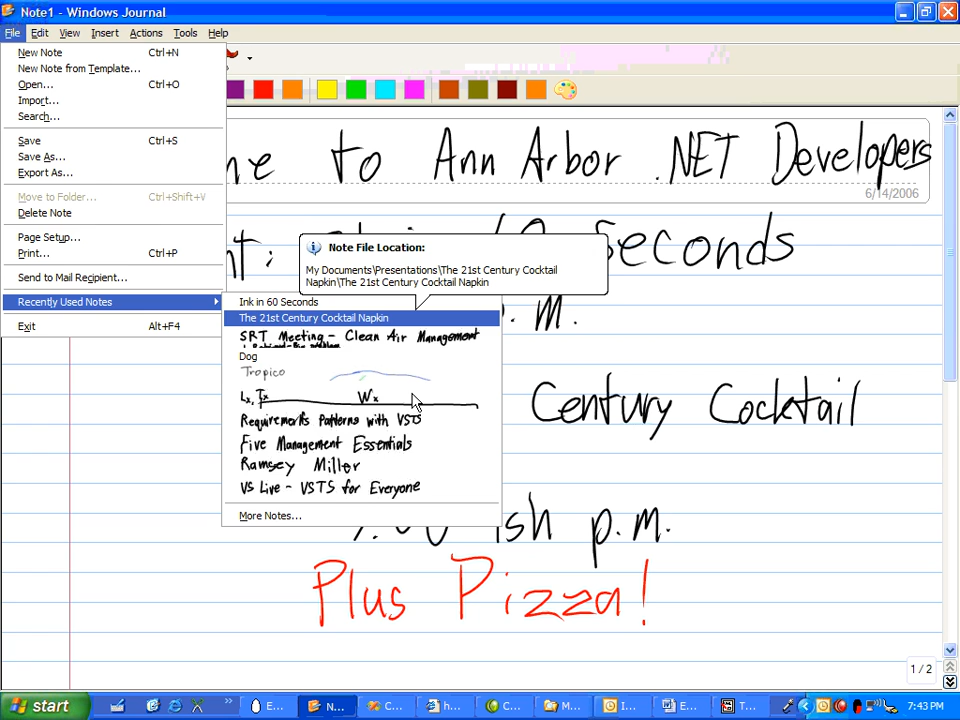 Note1 - Windows Journal
File Edit View Insert Actions Tools Help
New Note Ctrl+N
New Note from Template...
Open... Ctrl+O
Import...
Search...
Save Ctrl+S
Save As...
Export As...
Move to Folder... Ctrl+Shift+V
Delete Note
Page Setup...
Print... Ctrl+P
Send to Mail Recipient...
Recently Used Notes
Exit Alt+F4
me to Ann Arbor .NET Developers
6/14/2006
60 Seconds
Note File Location:
My Documents\Presentations\The 21st Century Cocktail
Napkin\The 21st Century Cocktail Napkin
p.m.
Ink in 60 Seconds
The 21st Century Cocktail Napkin
SRT Meeting - Clean Air Management
Dog
Tropico
Lx, Tx Wx
Requirements Patterns with VSTS
Five Management Essentials
Ramsey Miller
VS Live - VSTS for Everyone
More Notes...
Century Cocktail
7:00 ish p.m.
Plus Pizza!
1 / 2
start E... N... C... h... C... M... I... E... T... 7:43 PM